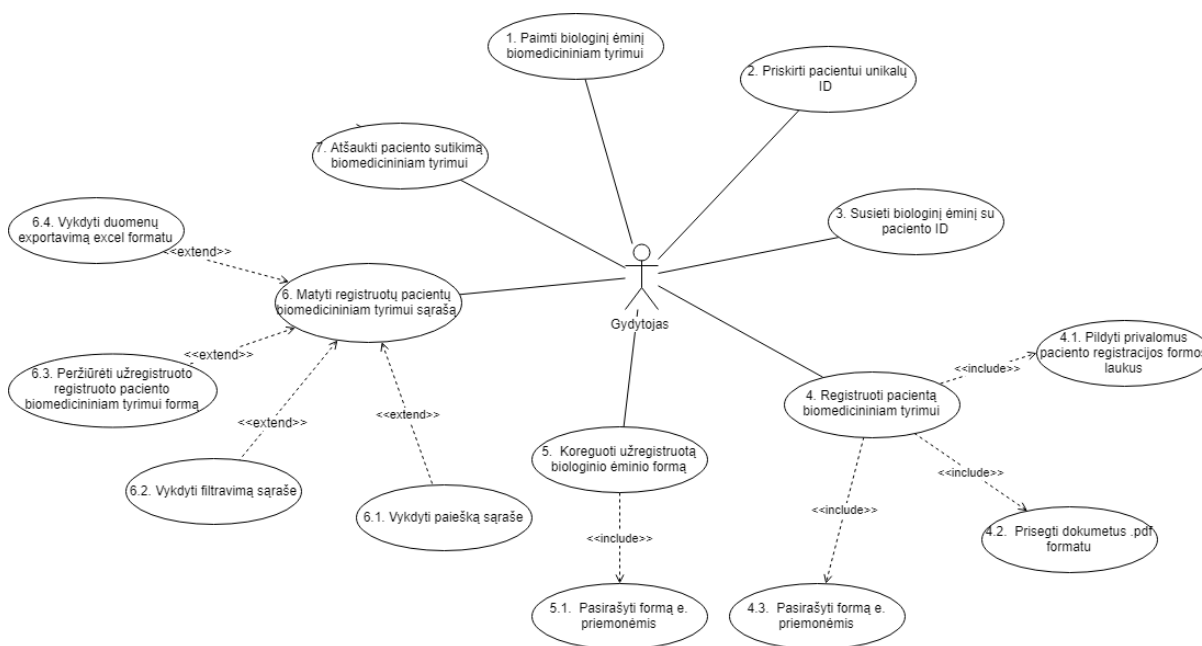 1. Paimti biologinį ėminį
biomedicininiam tyrimui
2. Priskirti pacientui unikalų
ID
7. Atšaukti paciento sutikimą
biomedicininiam tyrimui
3. Susieti biologinį ėminį su
paciento ID
6.4. Vykdyti duomenų
exportavimą excel formatu
<<extend>>
6. Matyti registruotų pacientų
biomedicininiam tyrimui sąrašą
Gydytojas
<<extend>>
6.3. Peržiūrėti užregistruoto
registruoto paciento
biomedicininiam tyrimui formą
4.1. Pildyti privalomus
paciento registracijos formos
laukus
<<include>>
4. Registruoti pacientą
biomedicininiam tyrimui
<<extend>>
<<extend>>
5. Koreguoti užregistruotą
biologinio ėminio formą
6.2. Vykdyti filtravimą sąraše
6.1. Vykdyti paiešką sąraše
<<include>>
<<include>>
<<include>>
4.2. Prisegti dokumetus .pdf
formatu
5.1. Pasirašyti formą e.
priemonėmis
4.3. Pasirašyti formą e.
priemonėmis